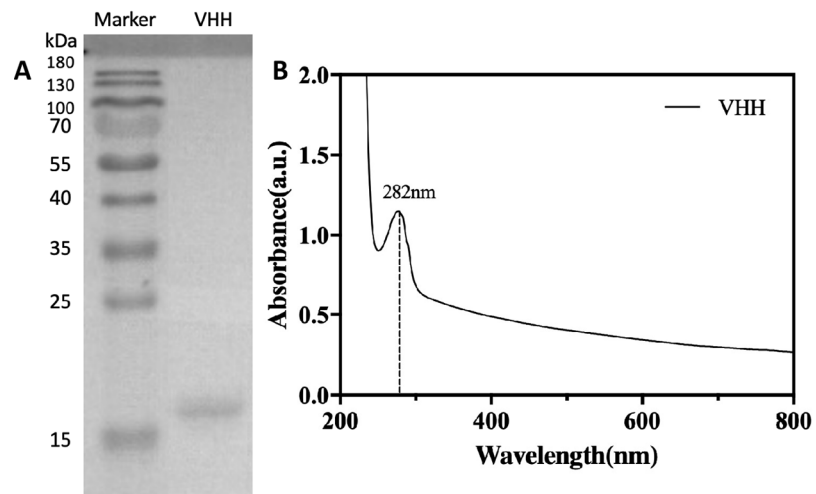 Marker VHH
kDa
A
180
130
100
70
55
40
35
25
15
B
VHH
282nm
Absorbance(a.u.)
2.0
1.5
1.0
0.5
0.0
200 400 600 800
Wavelength(nm)